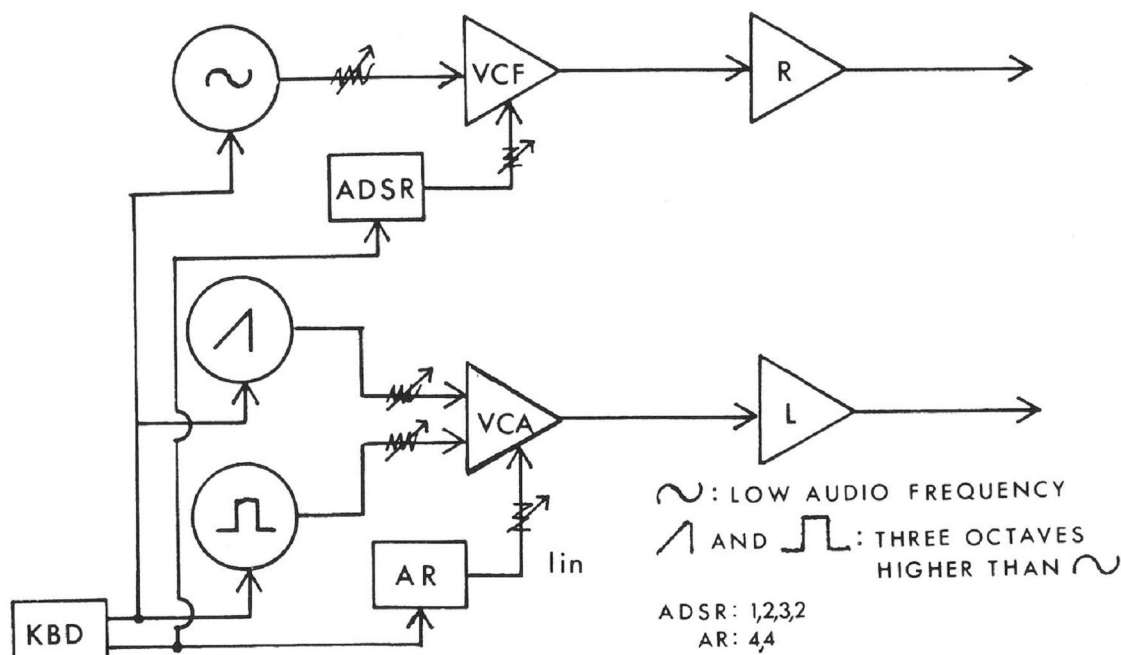 VCF
R
ADSR
VCA
L
∿: LOW AUDIO FREQUENCY
AND : THREE OCTAVES
HIGHER THAN ∿
AR
lin
KBD
ADSR: 1,2,3,2
AR: 4,4